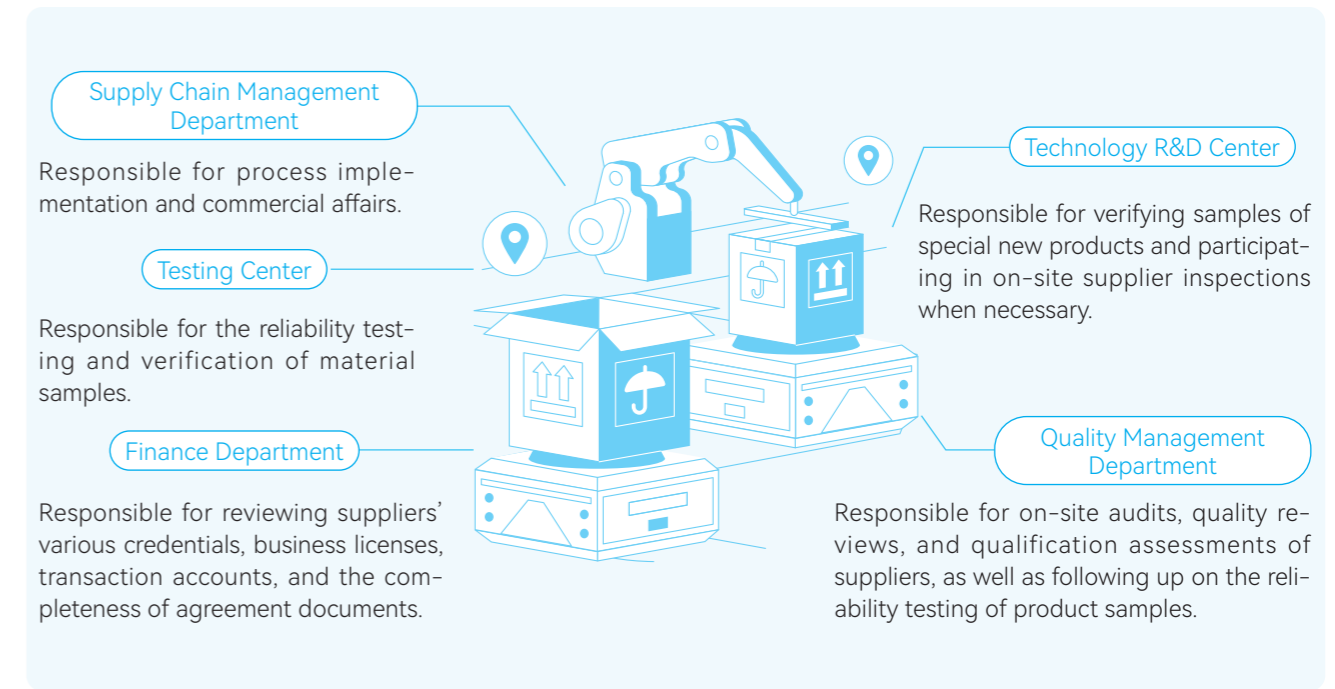 Supply Chain Management
Department
Responsible for process imple-
mentation and commercial affairs.
Testing Center
Responsible for the reliability test-
ing and verification of material
samples.
Finance Department
Responsible for reviewing suppliers’
various credentials, business licenses,
transaction accounts, and the com-
pleteness of agreement documents.
Technology R&D Center
Responsible for verifying samples of
special new products and participat-
ing in on-site supplier inspections
when necessary.
Quality Management
Department
Responsible for on-site audits, quality re-
views, and qualification assessments of
suppliers, as well as following up on the reli-
ability testing of product samples.